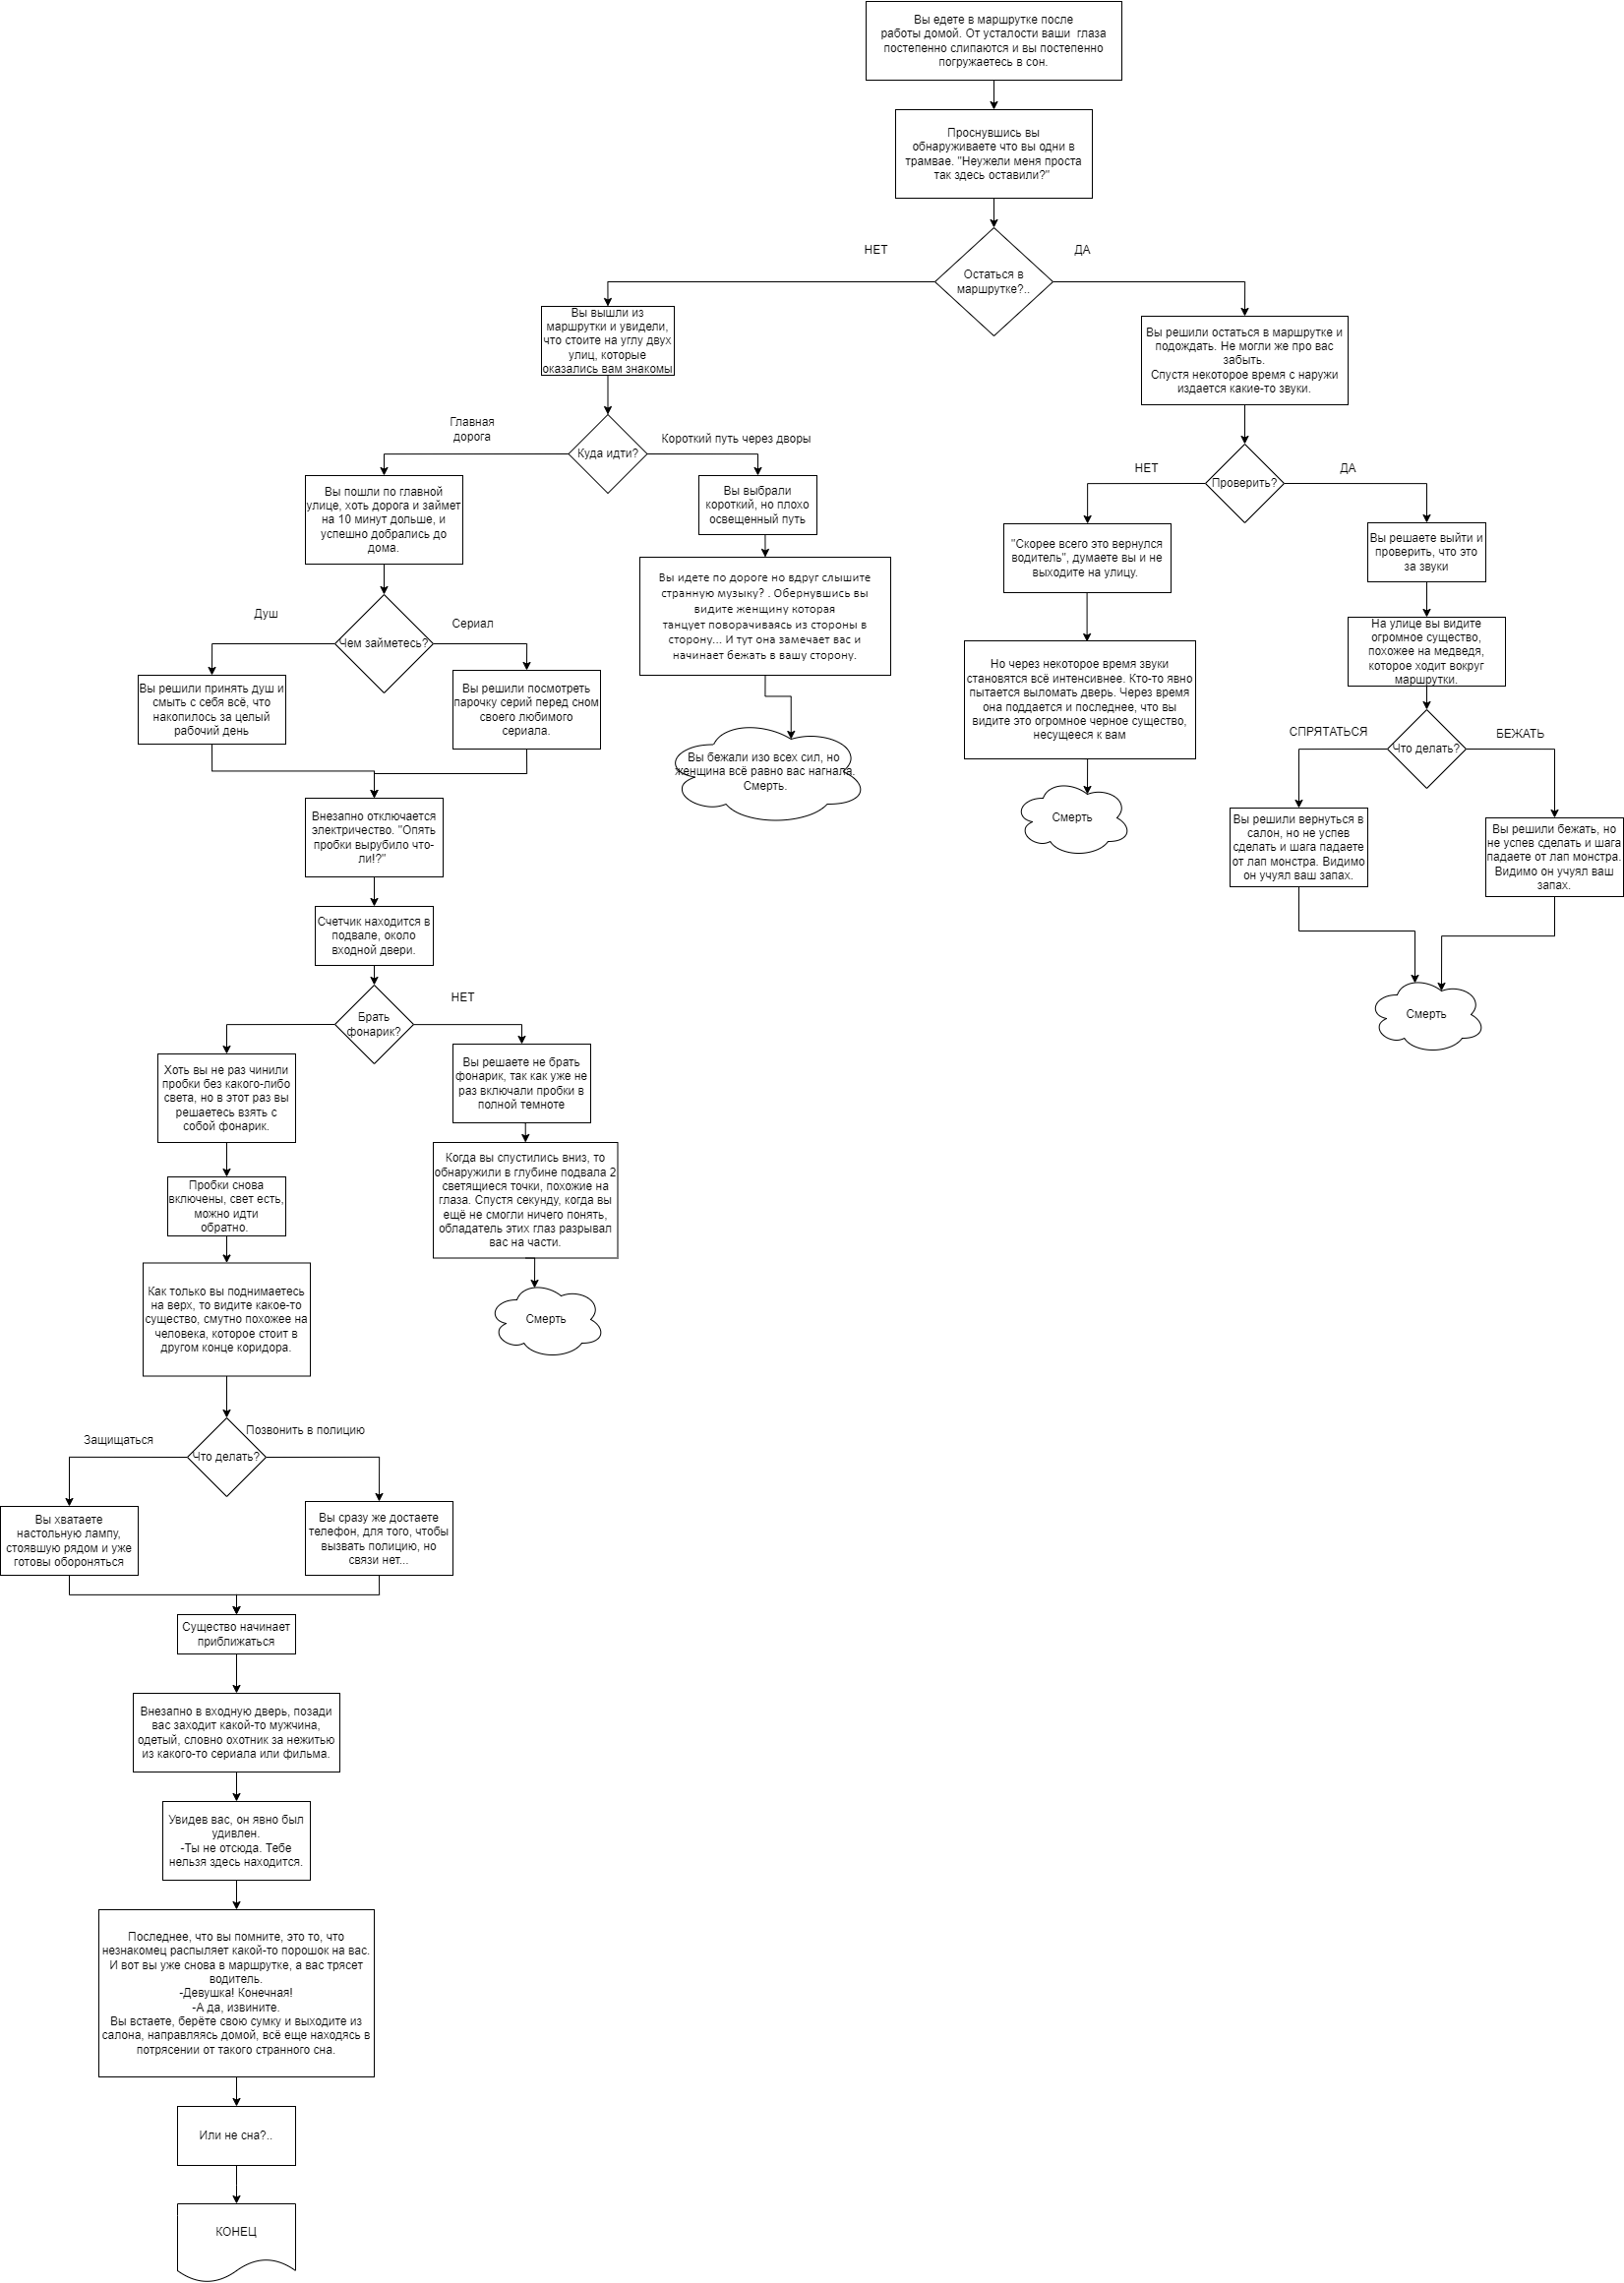 Вы едете в маршрутке после
работы домой. От усталости ваши глаза
постепенно слипаются и вы постепенно
погружаетесь в сон.
Проснувшись вы
обнаруживаете что вы одни в
трамвае. "Неужели меня проста
так здесь оставили?"
НЕТ
ДА
Остаться в
маршрутке?..
Вы вышли из
маршрутки и увидели,
что стоите на углу двух
улиц, которые
оказались вам знакомы
Вы решили остаться в маршрутке и
подождать. Не могли же про вас
забыть.
Спустя некоторое время с наружи
издается какие-то звуки.
Главная
дорога
Короткий путь через дворы
Куда идти?
НЕТ
ДА
Проверить?
Вы пошли по главной
улице, хоть дорога и займет
на 10 минут дольше, и
успешно добрались до
дома.
Вы выбрали
короткий, но плохо
освещенный путь
"Скорее всего это вернулся
водитель", думаете вы и не
выходите на улицу.
Вы решаете выйти и
проверить, что это
за звуки
Вы идете по дороге но вдруг слышите
странную музыку? . Обернувшись вы
видите женщину которая
танцует поворачиваясь из стороны в
сторону... И тут она замечает вас и
начинает бежать в вашу сторону.
Душ
Сериал
Чем займетесь?
На улице вы видите
огромное существо,
похожее на медведя,
которое ходит вокруг
маршрутки.
Но через некоторое время звуки
становятся всё интенсивнее. Кто-то явно
пытается выломать дверь. Через время
она поддается и последнее, что вы
видите это огромное черное существо,
несущееся к вам
Вы решили принять душ и
смыть с себя всё, что
накопилось за целый
рабочий день
Вы решили посмотреть
парочку серий перед сном
своего любимого
сериала.
СПРЯТАТЬСЯ
БЕЖАТЬ
Что делать?
Вы бежали изо всех сил, но
женщина всё равно вас нагнала.
Смерть.
Смерть
Внезапно отключается
электричество. "Опять
пробки вырубило что-
ли!?"
Вы решили вернуться в
салон, но не успев
сделать и шага падаете
от лап монстра. Видимо
он учуял ваш запах.
Вы решили бежать, но
не успев сделать и шага
падаете от лап монстра.
Видимо он учуял ваш
запах.
Счетчик находится в
подвале, около
входной двери.
Смерть
НЕТ
Брать
фонарик?
Хоть вы не раз чинили
пробки без какого-либо
света, но в этот раз вы
решаетесь взять с
собой фонарик.
Вы решаете не брать
фонарик, так как уже не
раз включали пробки в
полной темноте
Пробки снова
включены, свет есть,
можно идти
обратно.
Когда вы спустились вниз, то
обнаружили в глубине подвала 2
светящиеся точки, похожие на
глаза. Спустя секунду, когда вы
ещё не смогли ничего понять,
обладатель этих глаз разрывал
вас на части.
Как только вы поднимаетесь
на верх, то видите какое-то
существо, смутно похожее на
человека, которое стоит в
другом конце коридора.
Смерть
Защищаться
Позвонить в полицию
Что делать?
Вы хватаете
настольную лампу,
стоявшую рядом и уже
готовы обороняться
Вы сразу же достаете
телефон, для того, чтобы
вызвать полицию, но
связи нет...
Существо начинает
приближаться
Внезапно в входную дверь, позади
вас заходит какой-то мужчина,
одетый, словно охотник за нежитью
из какого-то сериала или фильма.
Увидев вас, он явно был
удивлен.
-Ты не отсюда. Тебе
нельзя здесь находится.
Последнее, что вы помните, это то, что
незнакомец распыляет какой-то порошок на вас.
И вот вы уже снова в маршрутке, а вас трясет
водитель.
-Девушка! Конечная!
-А да, извините.
Вы встаете, берёте свою сумку и выходите из
салона, направляясь домой, всё еще находясь в
потрясении от такого странного сна.
Или не сна?..
КОНЕЦ